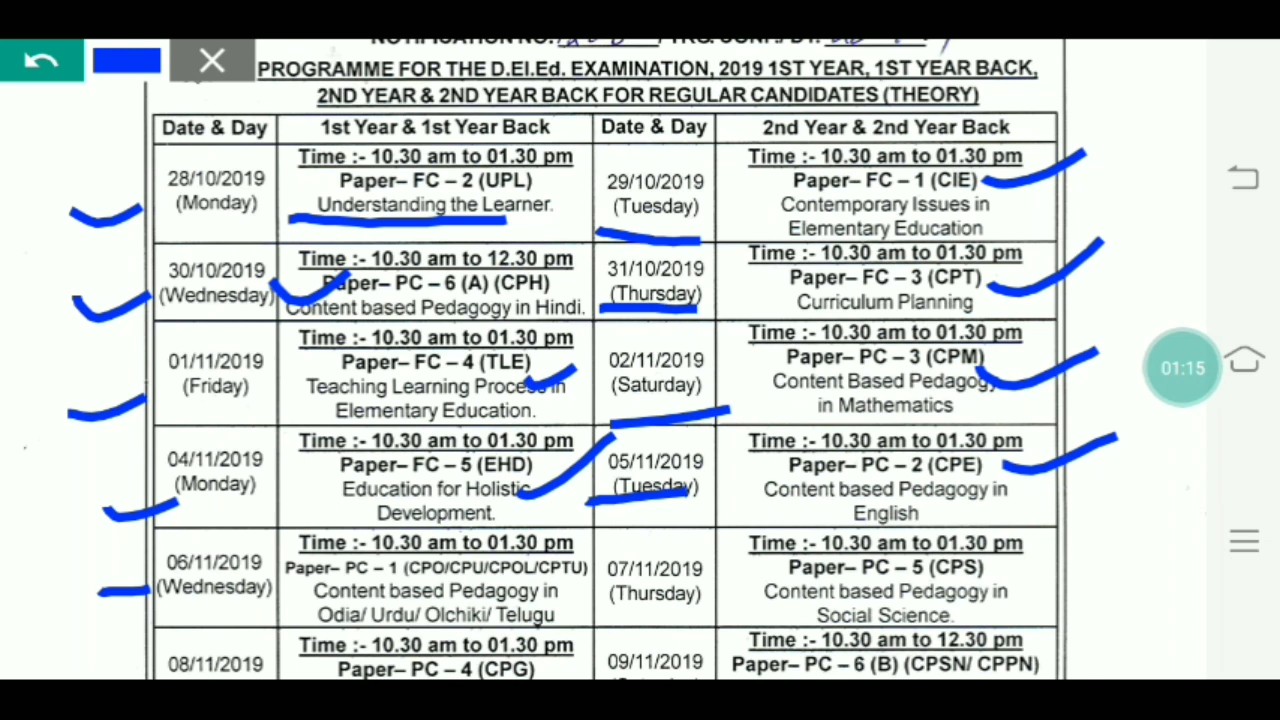 NOTIFICATION NO.
PROGRAMME FOR THE D.El.Ed. EXAMINATION, 2019 1ST YEAR, 1ST YEAR BACK,
2ND YEAR & 2ND YEAR BACK FOR REGULAR CANDIDATES (THEORY)
Date & Day 1st Year & 1st Year Back Date & Day 2nd Year & 2nd Year Back
28/10/2019
(Monday)
Time :- 10.30 am to 01.30 pm
Paper– FC – 2 (UPL)
Understanding the Learner.
29/10/2019
(Tuesday)
Time :- 10.30 am to 01.30 pm
Paper– FC – 1 (CIE)
Contemporary Issues in
Elementary Education
30/10/2019
(Wednesday)
Time :- 10.30 am to 12.30 pm
Paper– PC – 6 (A) (CPH)
Content based Pedagogy in Hindi.
31/10/2019
(Thursday)
Time :- 10.30 am to 01.30 pm
Paper– FC – 3 (CPT)
Curriculum Planning
01/11/2019
(Friday)
Time :- 10.30 am to 01.30 pm
Paper– FC – 4 (TLE)
Teaching Learning Process in
Elementary Education.
02/11/2019
(Saturday)
Time :- 10.30 am to 01.30 pm
Paper– PC – 3 (CPM)
Content Based Pedagogy
in Mathematics
04/11/2019
(Monday)
Time :- 10.30 am to 01.30 pm
Paper– FC – 5 (EHD)
Education for Holistic
Development.
05/11/2019
(Tuesday)
Time :- 10.30 am to 01.30 pm
Paper– PC – 2 (CPE)
Content based Pedagogy in
English
06/11/2019
(Wednesday)
Time :- 10.30 am to 01.30 pm
Paper– PC – 1 (CPO/CPU/CPOL/CPTU)
Content based Pedagogy in
Odia/ Urdu/ Olchiki/ Telugu
07/11/2019
(Thursday)
Time :- 10.30 am to 01.30 pm
Paper– PC – 5 (CPS)
Content based Pedagogy in
Social Science.
08/11/2019
Time :- 10.30 am to 01.30 pm
Paper– PC – 4 (CPG)
09/11/2019
Time :- 10.30 am to 12.30 pm
Paper– PC – 6 (B) (CPSN/ CPPN)
01:15